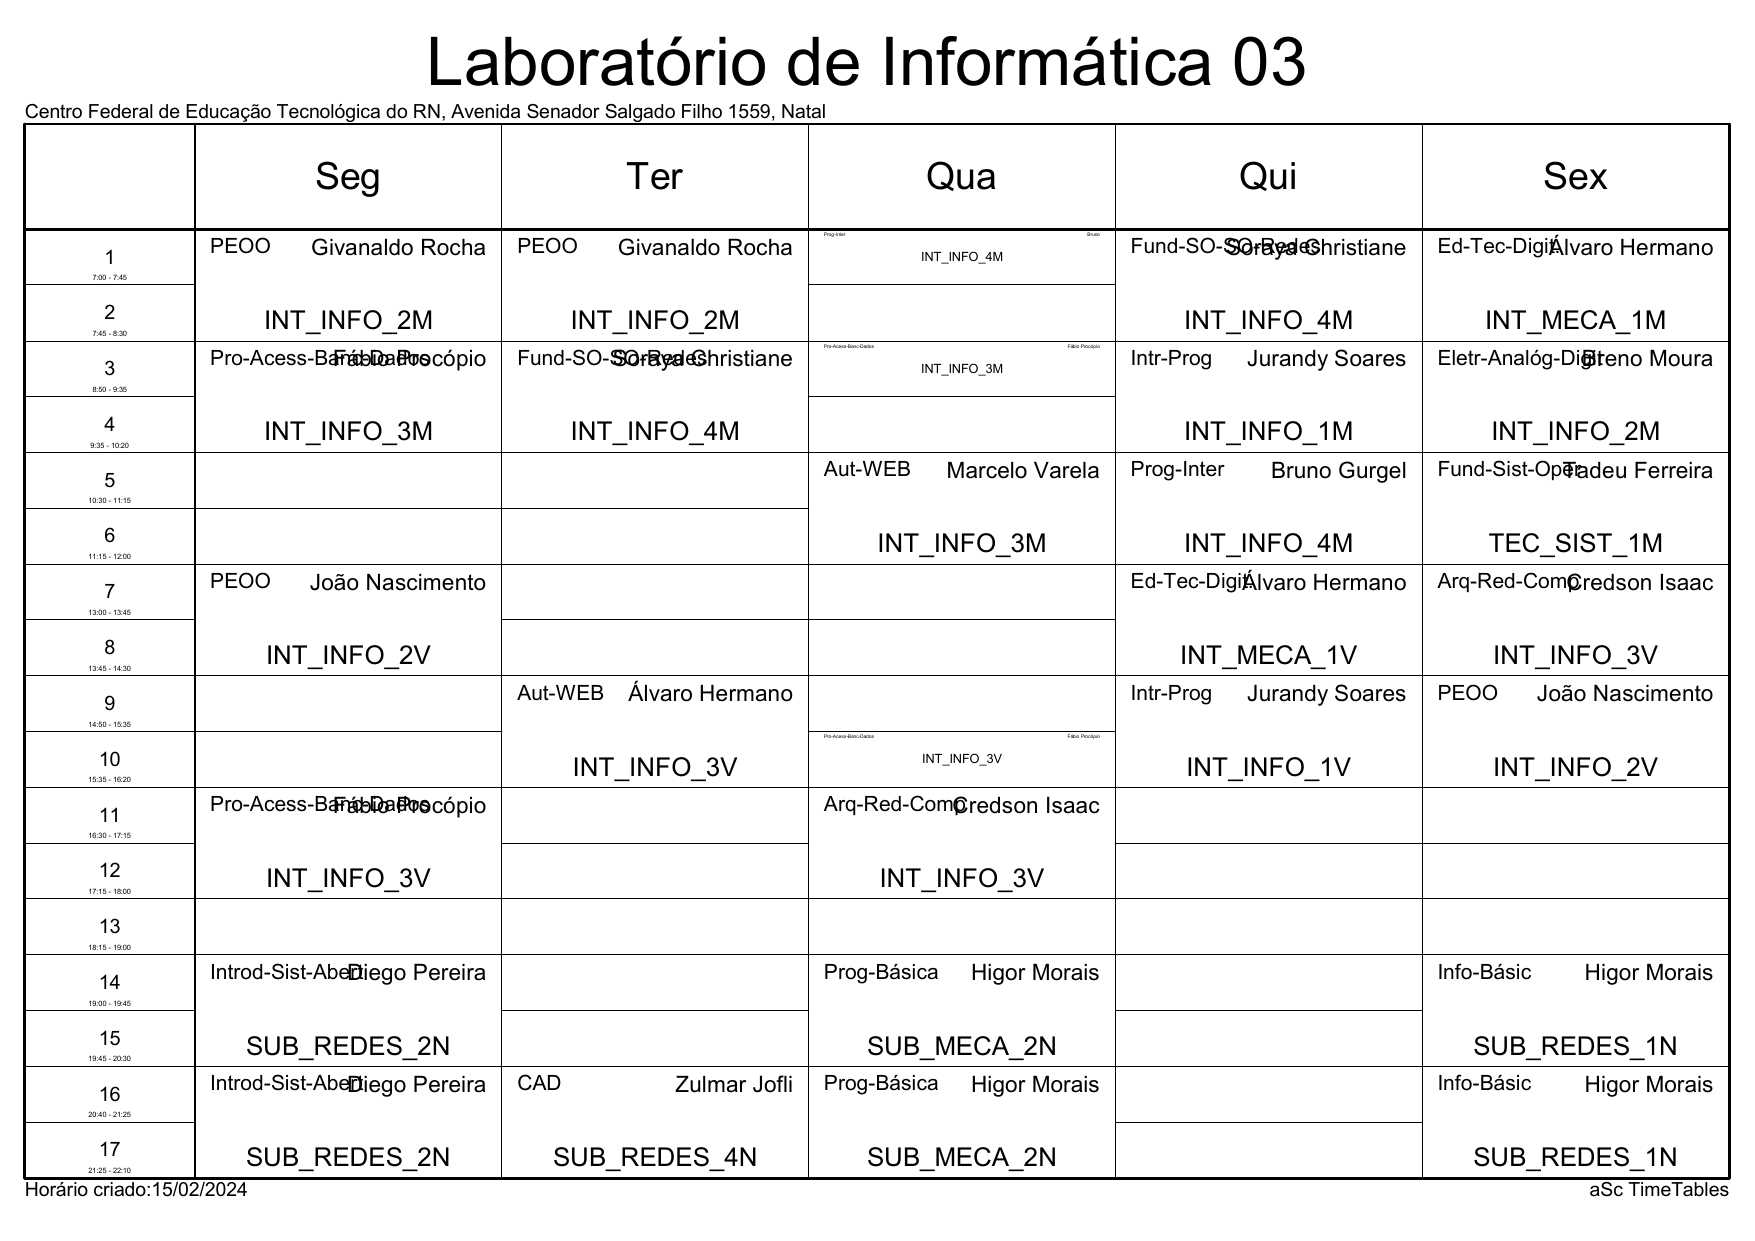 Laboratório de Informática 03
Centro Federal de Educação Tecnológica do RN, Avenida Senador Salgado Filho 1559, Natal
Seg Ter Qua Qui Sex
1
7:00 - 7:45
PEOO Givanaldo Rocha
INT_INFO_2M
PEOO Givanaldo Rocha
INT_INFO_2M
Prog-Inter Bruno
INT_INFO_4M
Fund-SO-SO-Redes Soraya Christiane
INT_INFO_4M
Ed-Tec-Digit. Álvaro Hermano
INT_MECA_1M
2
7:45 - 8:30
3
8:50 - 9:35
Pro-Acess-Banc-Dados Fábio Procópio
INT_INFO_3M
Fund-SO-SO-Redes Soraya Christiane
INT_INFO_4M
Pro-Acess-Banc-Dados Fábio Procópio
INT_INFO_3M
Intr-Prog Jurandy Soares
INT_INFO_1M
Eletr-Analóg-Digit. Breno Moura
INT_INFO_2M
4
9:35 - 10:20
5
10:30 - 11:15
Aut-WEB Marcelo Varela
INT_INFO_3M
Prog-Inter Bruno Gurgel
INT_INFO_4M
Fund-Sist-Oper Tadeu Ferreira
TEC_SIST_1M
6
11:15 - 12:00
7
13:00 - 13:45
PEOO João Nascimento
INT_INFO_2V
Ed-Tec-Digit. Álvaro Hermano
INT_MECA_1V
Arq-Red-Comp Credson Isaac
INT_INFO_3V
8
13:45 - 14:30
9
14:50 - 15:35
Aut-WEB Álvaro Hermano
INT_INFO_3V
Intr-Prog Jurandy Soares
INT_INFO_1V
PEOO João Nascimento
INT_INFO_2V
10
15:35 - 16:20
Pro-Acess-Banc-Dados Fábio Procópio
INT_INFO_3V
11
16:30 - 17:15
Pro-Acess-Banc-Dados Fábio Procópio
INT_INFO_3V
Arq-Red-Comp Credson Isaac
INT_INFO_3V
12
17:15 - 18:00
13
18:15 - 19:00
14
19:00 - 19:45
Introd-Sist-Abert Diego Pereira
SUB_REDES_2N
Prog-Básica Higor Morais
SUB_MECA_2N
Info-Básic Higor Morais
SUB_REDES_1N
15
19:45 - 20:30
16
20:40 - 21:25
Introd-Sist-Abert Diego Pereira
SUB_REDES_2N
CAD Zulmar Jofli
SUB_REDES_4N
Prog-Básica Higor Morais
SUB_MECA_2N
Info-Básic Higor Morais
SUB_REDES_1N
17
21:25 - 22:10
Horário criado:15/02/2024 aSc TimeTables